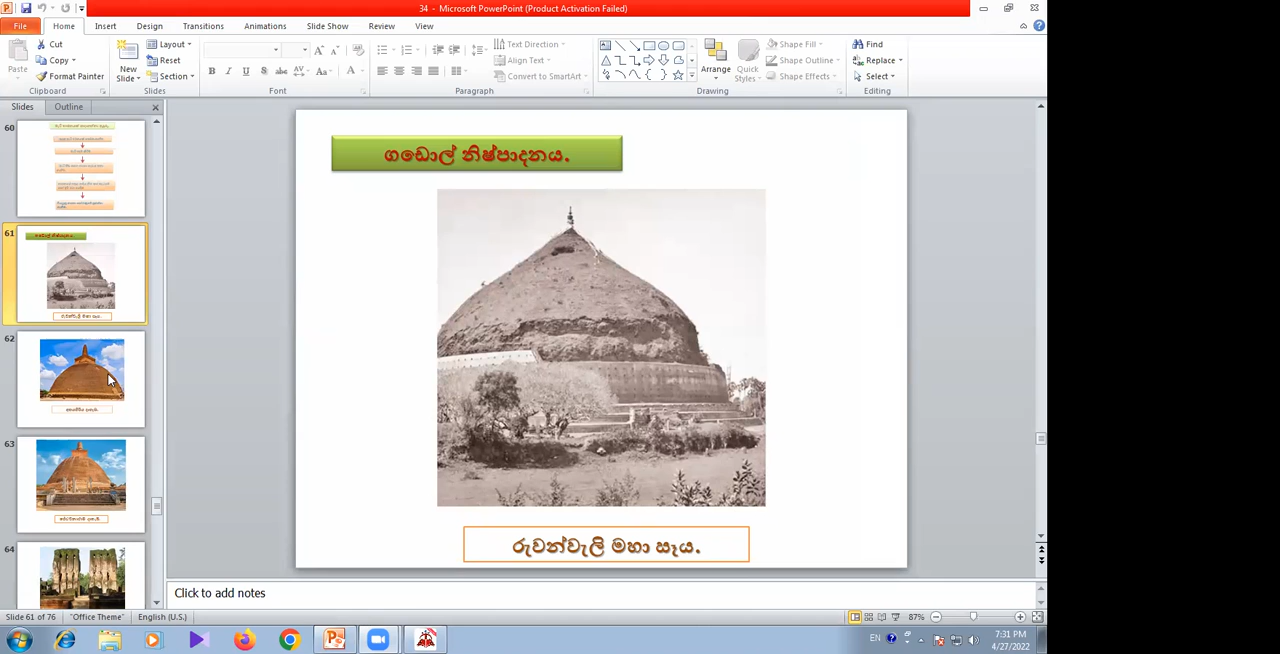 34 - Microsoft PowerPoint (Product Activation Failed)
File Home Insert Design Transitions Animations Slide Show Review View
Paste
Cut
Copy
Format Painter
Clipboard
New Slide
Layout
Reset
Section
Slides
Font
Text Direction
Align Text
Convert to SmartArt
Paragraph
Arrange
Quick Styles
Shape Fill
Shape Outline
Shape Effects
Drawing
Find
Replace
Select
Editing
Slides Outline
60
61
ගඩොල් නිෂ්පාදනය.
රුවන්වැලි මහා සෑය.
62
63
64
ගඩොල් නිෂ්පාදනය.
රුවන්වැලි මහා සෑය.
Click to add notes
Slide 61 of 76 "Office Theme" English (U.S.) 87%
EN
7:31 PM
4/27/2022